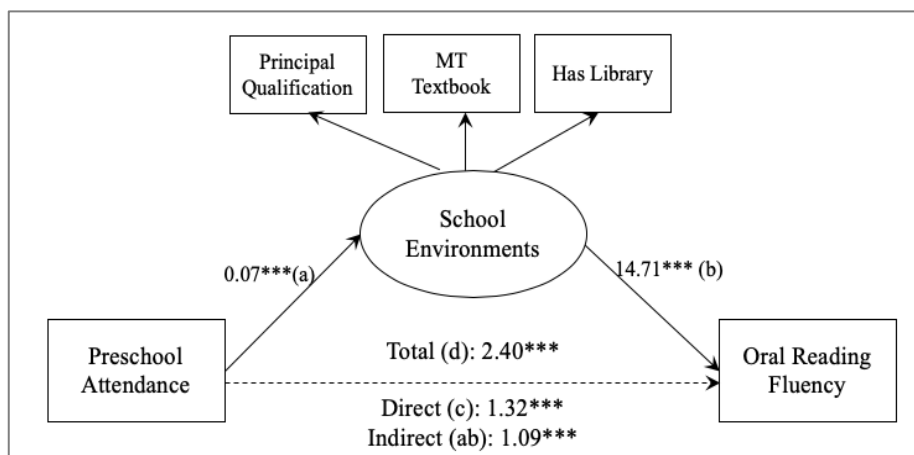 Principal
Qualification
MT
Textbook
Has Library
School
Environments
0.07***(a)
14.71*** (b)
Preschool
Attendance
Total (d): 2.40***
Direct (c): 1.32***
Indirect (ab): 1.09***
Oral Reading
Fluency